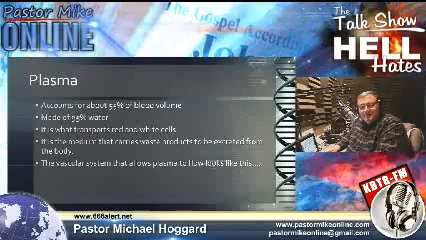 Pastor Mike
ONLINE
The Gospel Accordin
The
Talk Show
HELL
Hates
Plasma
• Accounts for about 55% of blood volume
• Made of 95% water
• It is what transports red and white cells
• It is the medium that carries waste products to be excreted from
the body.
• The vascular system that allows plasma to flow looks like this….
KBTR-FM
www.666alert.net
Pastor Michael Hoggard
www.pastormikeonline.com
pastormikeonline@gmail.com